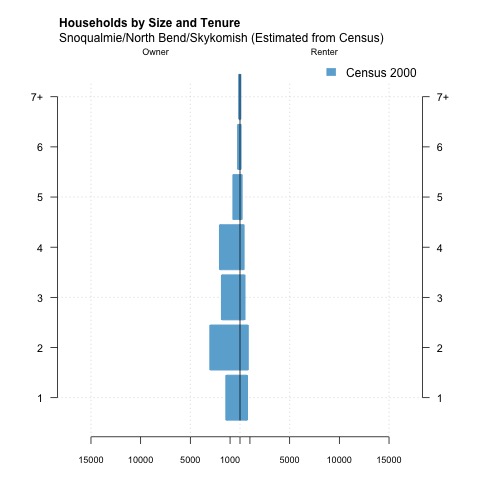 Households by Size and Tenure
Snoqualmie/North Bend/Skykomish (Estimated from Census)
Owner Renter
Census 2000
7+ 7+
6 6
5 5
4 4
3 3
2 2
1 1
15000 10000 5000 1000 5000 10000 15000